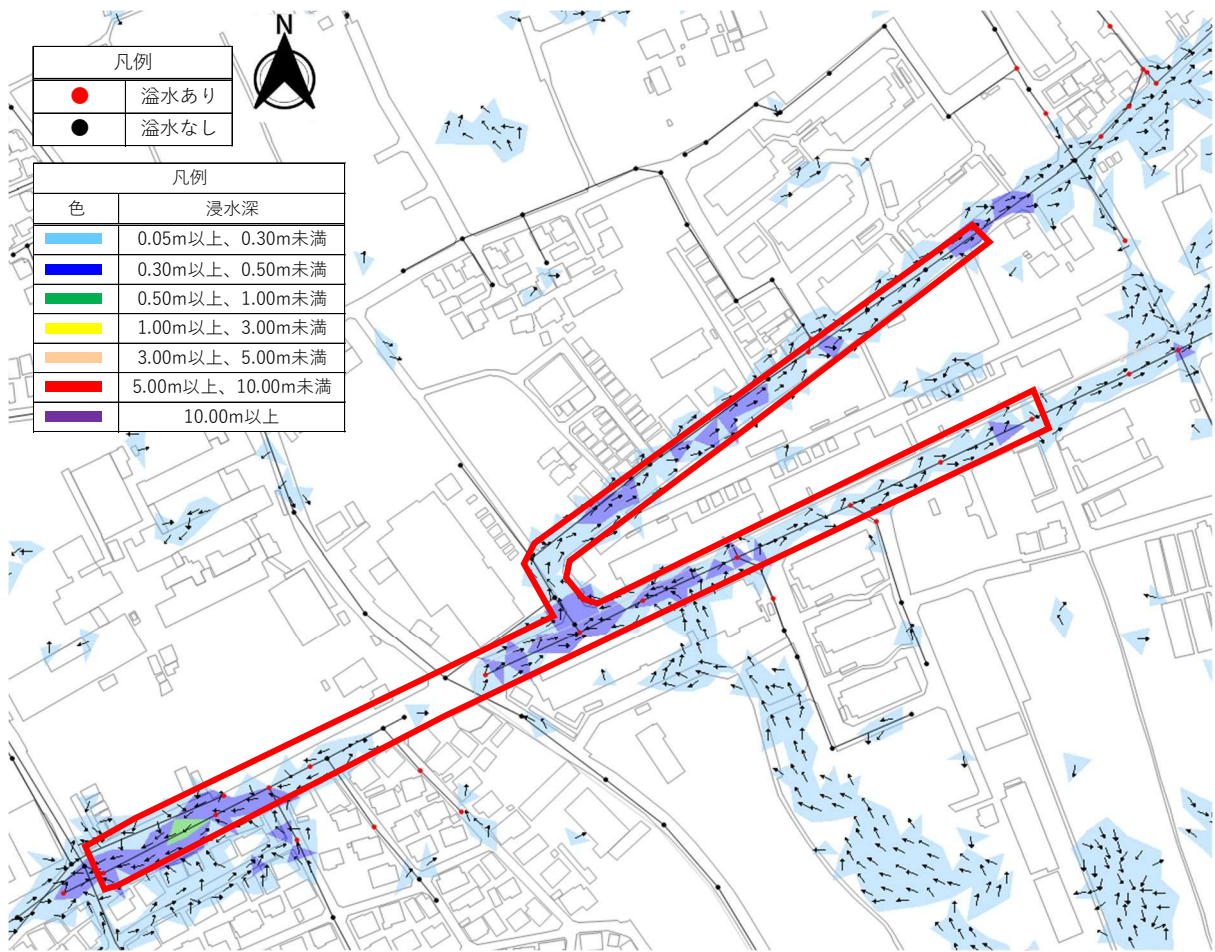 N
凡例
溢水あり
溢水なし
凡例
色 浸水深
0.05m以上、0.30m未満
0.30m以上、0.50m未満
0.50m以上、1.00m未満
1.00m以上、3.00m未満
3.00m以上、5.00m未満
5.00m以上、10.00m未満
10.00m以上